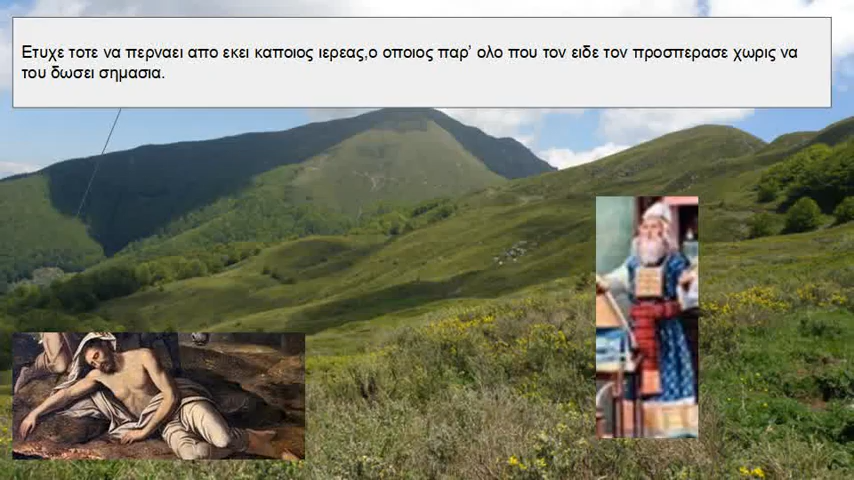 Ετυχε τοτε να περναει απο εκει καποιος ιερεας,ο οποιος παρ’ ολο που τον ειδε τον προσπερασε χωρις να
του δωσει σημασια.